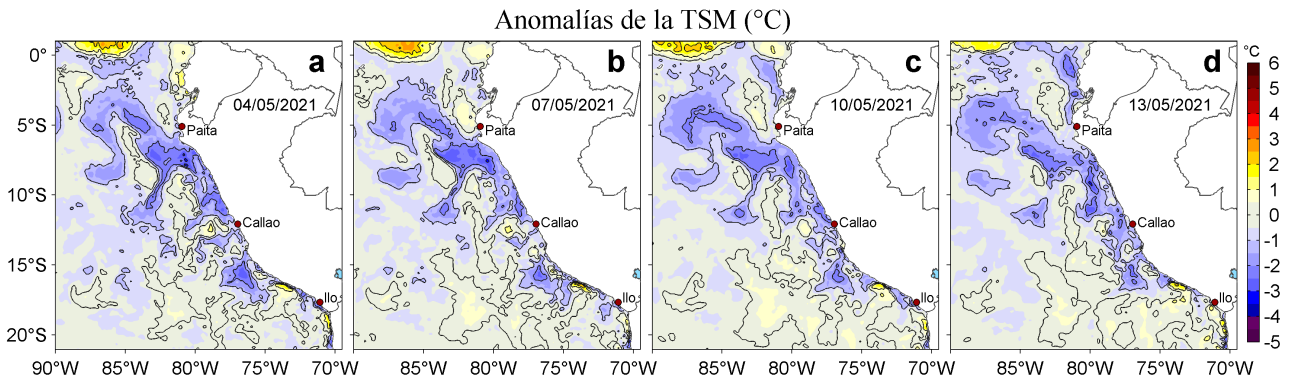 Anomalías de la TSM (°C)
a
04/05/2021
Paita
Callao
Ilo
b
07/05/2021
Paita
Callao
Ilo
c
10/05/2021
Paita
Callao
Ilo
d
13/05/2021
Paita
Callao
Ilo
0°
5°S
10°S
15°S
20°S
90°W 85°W 80°W 75°W 70°W
85°W 80°W 75°W 70°W
85°W 80°W 75°W 70°W
85°W 80°W 75°W 70°W
°C
6
5
4
3
2
1
0
-1
-2
-3
-4
-5